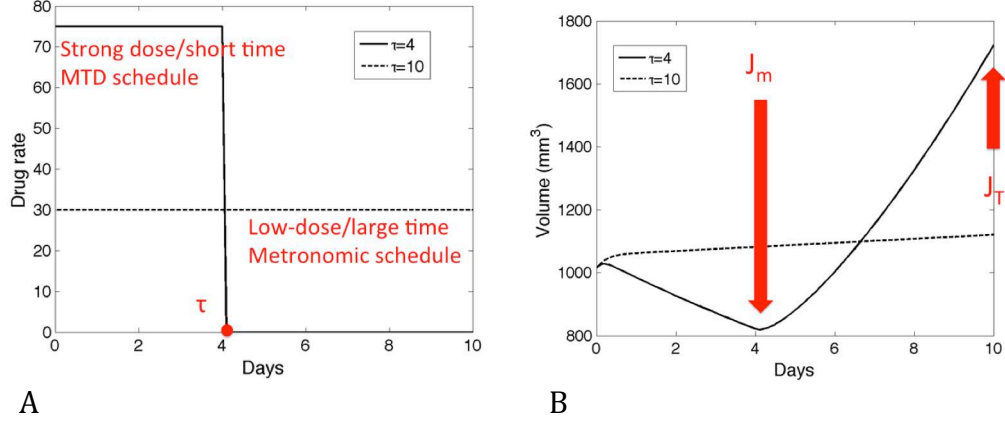 80
70
60
50
40
30
20
10
0
0
2
4
6
8
10
Drug rate
Days
Strong dose/short time
MTD schedule
τ=4
τ=10
Low-dose/large time
Metronomic schedule
τ
A
1800
1600
1400
1200
1000
800
0
2
4
6
8
10
Volume (mm³)
Days
τ=4
τ=10
J_m
J_T
B